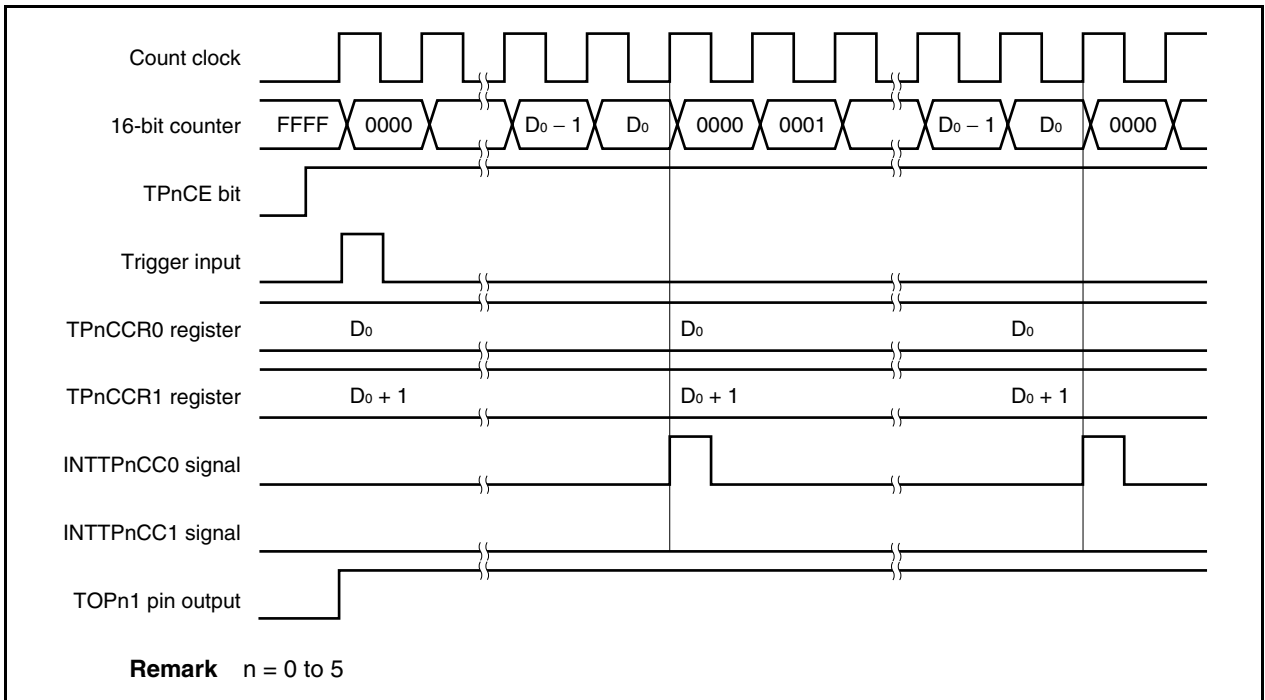 Count clock
16-bit counter FFFF 0000 D0 − 1 D0 0000 0001 D0 − 1 D0 0000
TPnCE bit
Trigger input
TPnCCR0 register D0 D0 D0
TPnCCR1 register D0 + 1 D0 + 1 D0 + 1
INTTPnCC0 signal
INTTPnCC1 signal
TOPn1 pin output
Remark n = 0 to 5